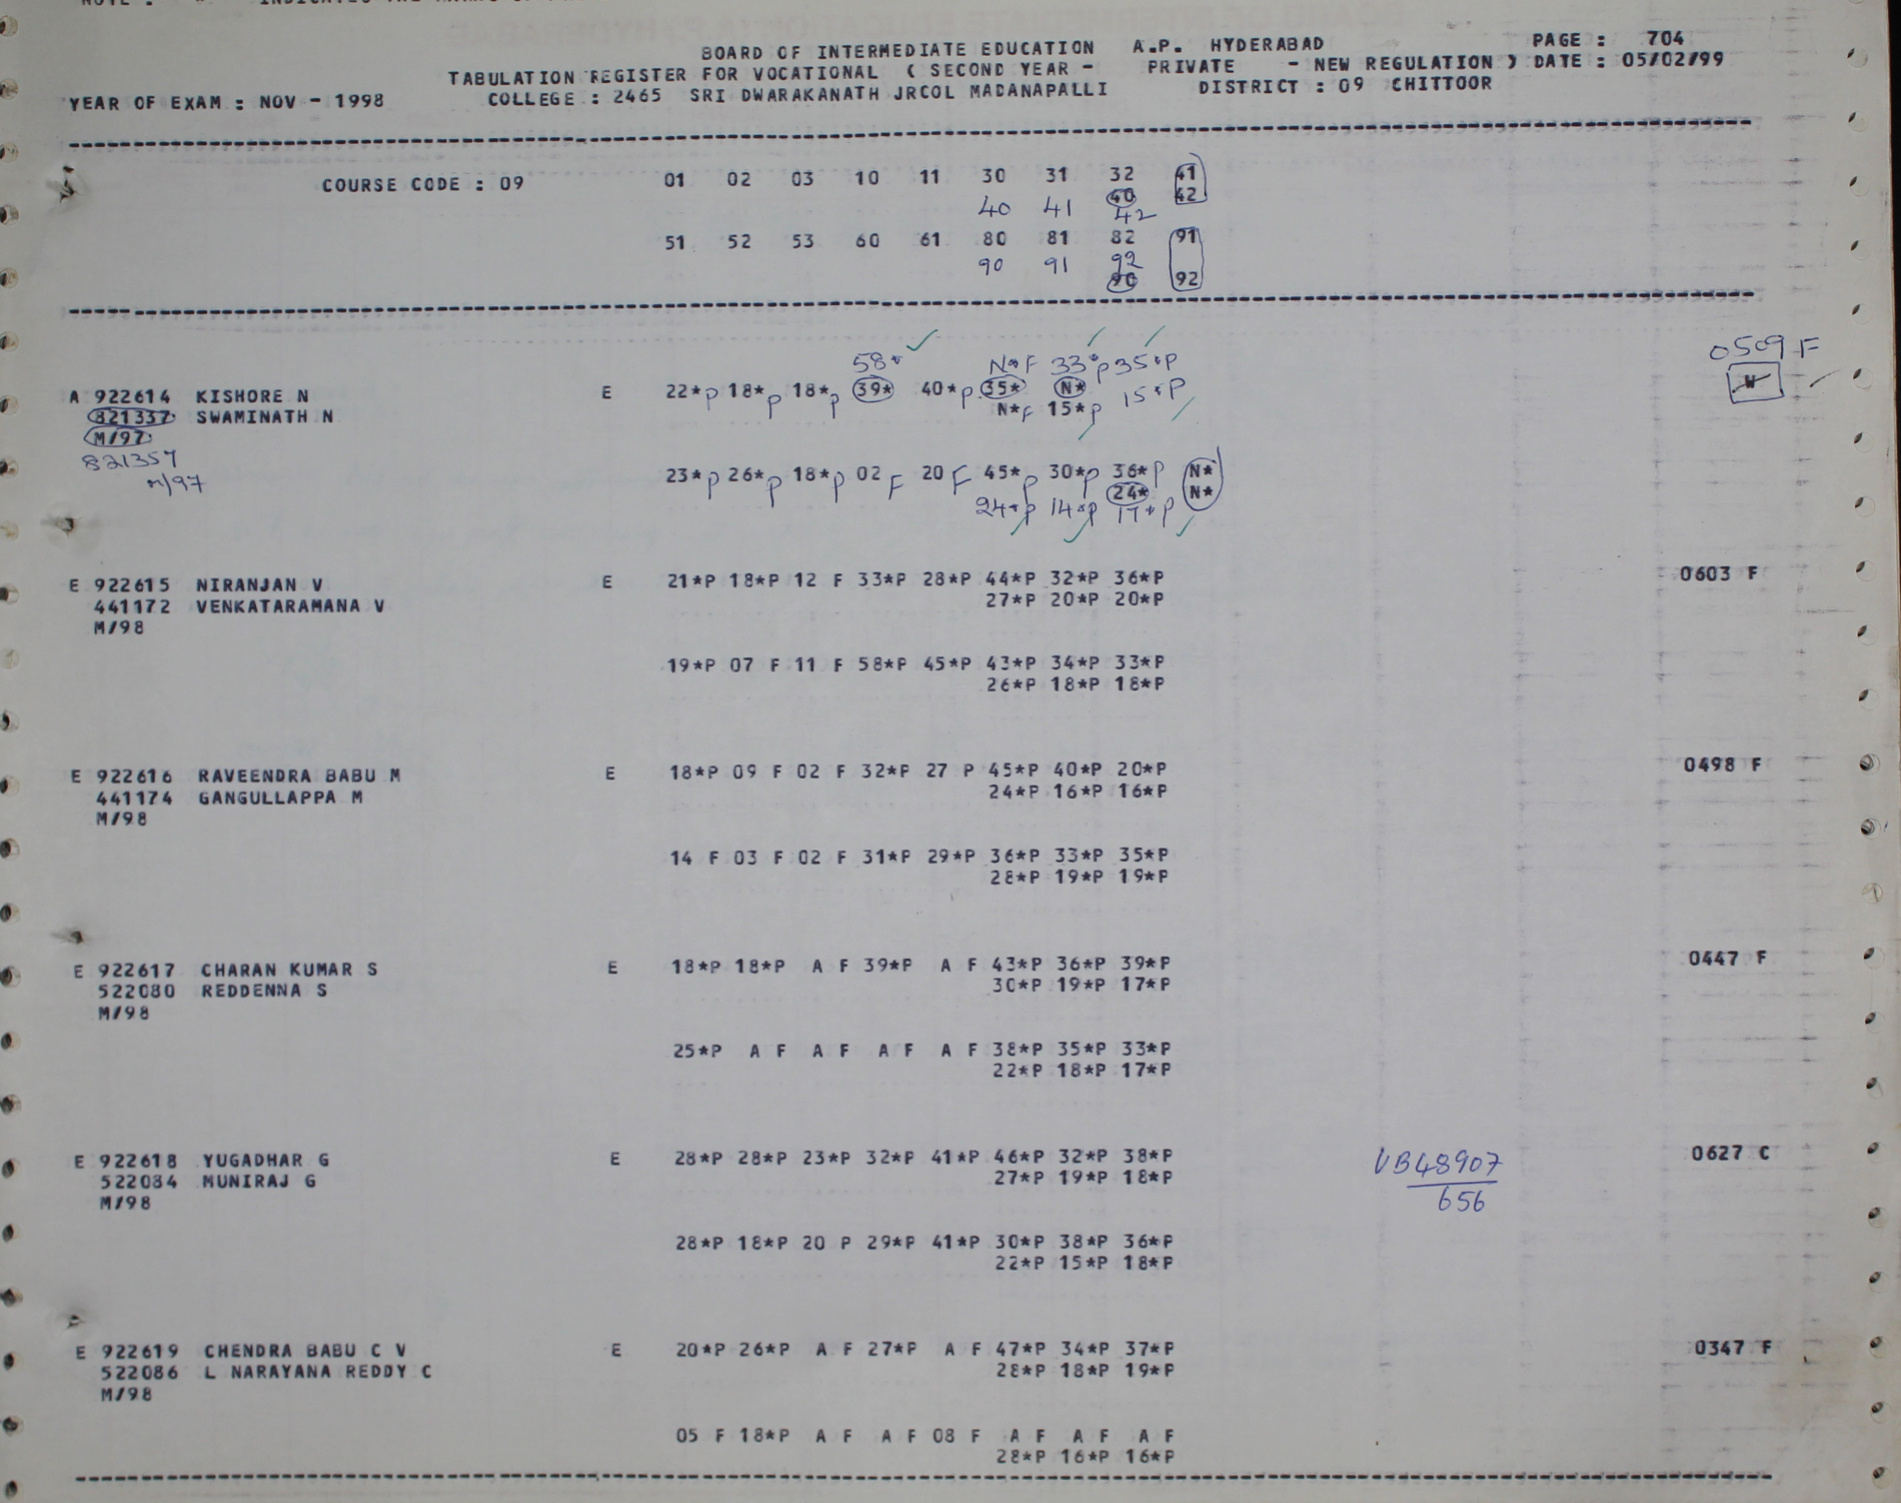 BOARD OF INTERMEDIATE EDUCATION A.P. HYDERABAD PAGE : 704
TABULATION REGISTER FOR VOCATIONAL ( SECOND YEAR - PRIVATE - NEW REGULATION ) DATE : 05/02/99
YEAR OF EXAM : NOV - 1998 COLLEGE : 2465 SRI DWARAKANATH JRCOL MADANAPALLI DISTRICT : 09 CHITTOOR
COURSE CODE : 09 01 02 03 10 11 30 31 32 41
40 42
40 41 42
51 52 53 60 61 80 81 82 91
90 91 92
90 92
58* N*F 33*P 35*P 0509 F
A 922614 KISHORE N E 22*P 18*P 18*P 39* 40*P 35* N* 15*P
821337 SWAMINATH N N*F 15*P
M/97
821357
M/97
23*P 26*P 18*P 02 F 20 F 45*P 30*P 36*P N*
24* N*
24*P 14*P 17*P
E 922615 NIRANJAN V E 21*P 18*P 12 F 33*P 28*P 44*P 32*P 36*P 0603 F
441172 VENKATARAMANA V 27*P 20*P 20*P
M/98
19*P 07 F 11 F 58*P 45*P 43*P 34*P 33*P
26*P 18*P 18*P
E 922616 RAVEENDRA BABU M E 18*P 09 F 02 F 32*P 27 P 45*P 40*P 20*P 0498 F
441174 GANGULLAPPA M 24*P 16*P 16*P
M/98
14 F 03 F 02 F 31*P 29*P 36*P 33*P 35*P
28*P 19*P 19*P
E 922617 CHARAN KUMAR S E 18*P 18*P A F 39*P A F 43*P 36*P 39*P 0447 F
522080 REDDENNA S 30*P 19*P 17*P
M/98
25*P A F A F A F A F 38*P 35*P 33*P
22*P 18*P 17*P
E 922618 YUGADHAR G E 28*P 28*P 23*P 32*P 41*P 46*P 32*P 38*P VB48907 0627 C
522084 MUNIRAJ G 27*P 19*P 18*P 656
M/98
28*P 18*P 20 P 29*P 41*P 30*P 38*P 36*P
22*P 15*P 18*P
E 922619 CHENDRA BABU C V E 20*P 26*P A F 27*P A F 47*P 34*P 37*P 0347 F
522086 L NARAYANA REDDY C 28*P 18*P 19*P
M/98
05 F 18*P A F A F 08 F A F A F A F
28*P 16*P 16*P